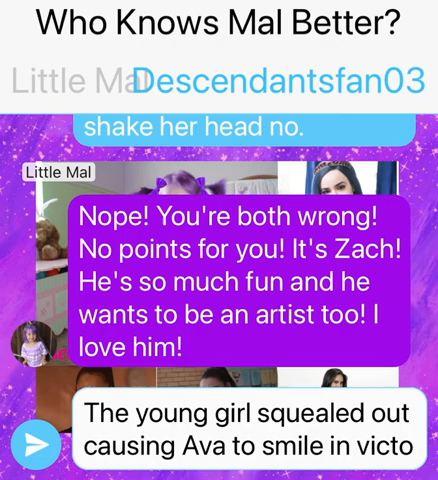 Who Knows Mal Better?
Little Mal Descendantsfan03
shake her head no.
Little Mal
Nope! You're both wrong!
No points for you! It's Zach!
He's so much fun and he
wants to be an artist too! I
love him!
The young girl squealed out
causing Ava to smile in victo